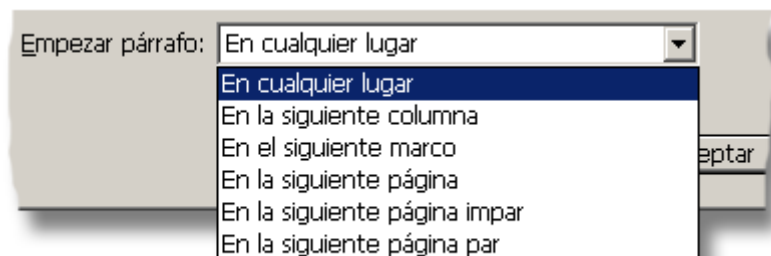 Empezar párrafo: En cualquier lugar
En cualquier lugar
En la siguiente columna
En el siguiente marco
eptar
En la siguiente página
En la siguiente página impar
En la siguiente página par